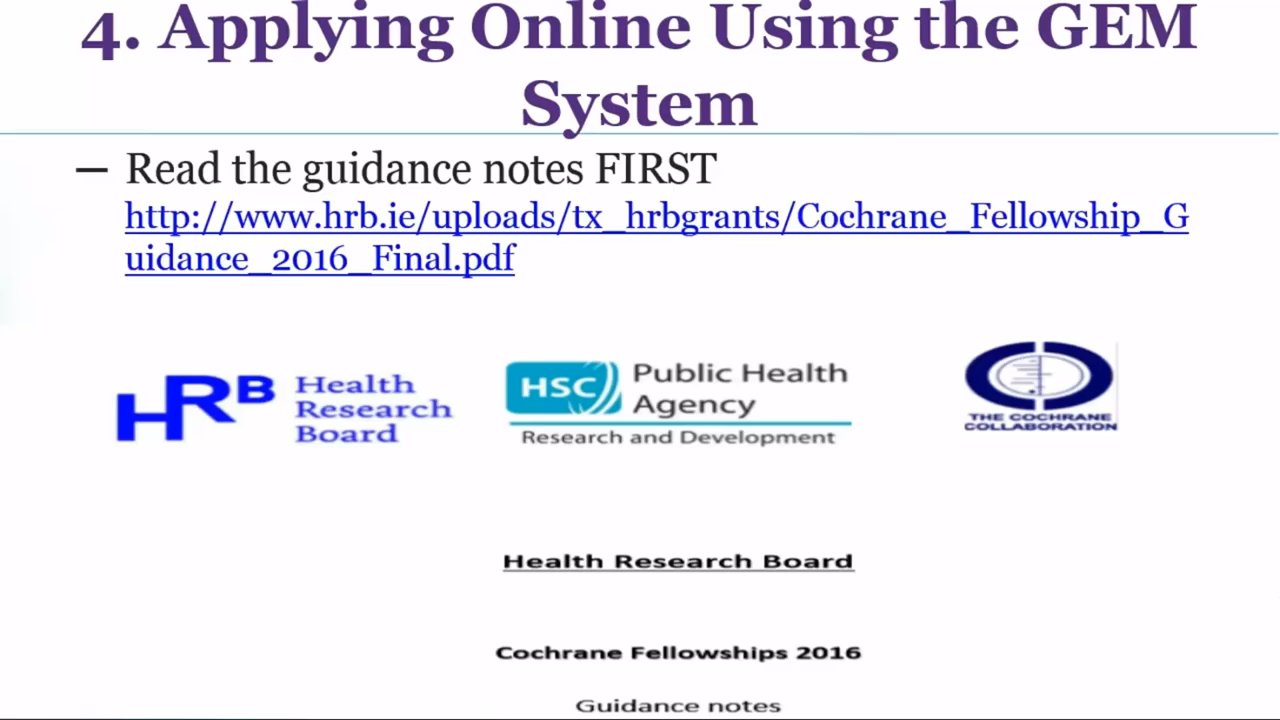 4. Applying Online Using the GEM
System
— Read the guidance notes FIRST
http://www.hrb.ie/uploads/tx_hrbgrants/Cochrane_Fellowship_G
uidance_2016_Final.pdf
HRB Health
Research
Board
HSC Public Health
Agency
Research and Development
THE COCHRANE
COLLABORATION
Health Research Board
Cochrane Fellowships 2016
Guidance notes